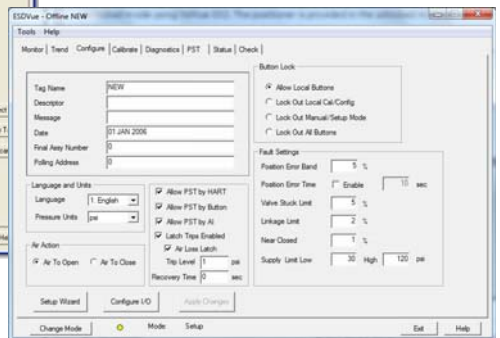 ESDVue - Offline NEW
Tools Help
Monitor Trend Configure Calibrate Diagnostics PST Status Check
Tag Name NEW
Descriptor
Message
Date 01 JAN 2006
Final Assy Number 0
Polling Address 0
Button Lock
Allow Local Buttons
Lock Out Local Cal/Config
Lock Out Manual/Setup Mode
Lock Out All Buttons
Language and Units
Language 1. English
Pressure Units psi
Air Action
Air To Open Air To Close
Allow PST by HART
Allow PST by Button
Allow PST by AI
Latch Trips Enabled
Air Loss Latch
Trip Level 1 psi
Recovery Time 0 sec
Fault Settings
Position Error Band 5 %
Position Error Time Enable 10 sec
Valve Stuck Limit 5 %
Linkage Limit 2 %
Near Closed 1 %
Supply Limit Low 30 High 120 psi
Setup Wizard Configure I/O Apply Changes
Change Mode Mode: Setup Exit Help